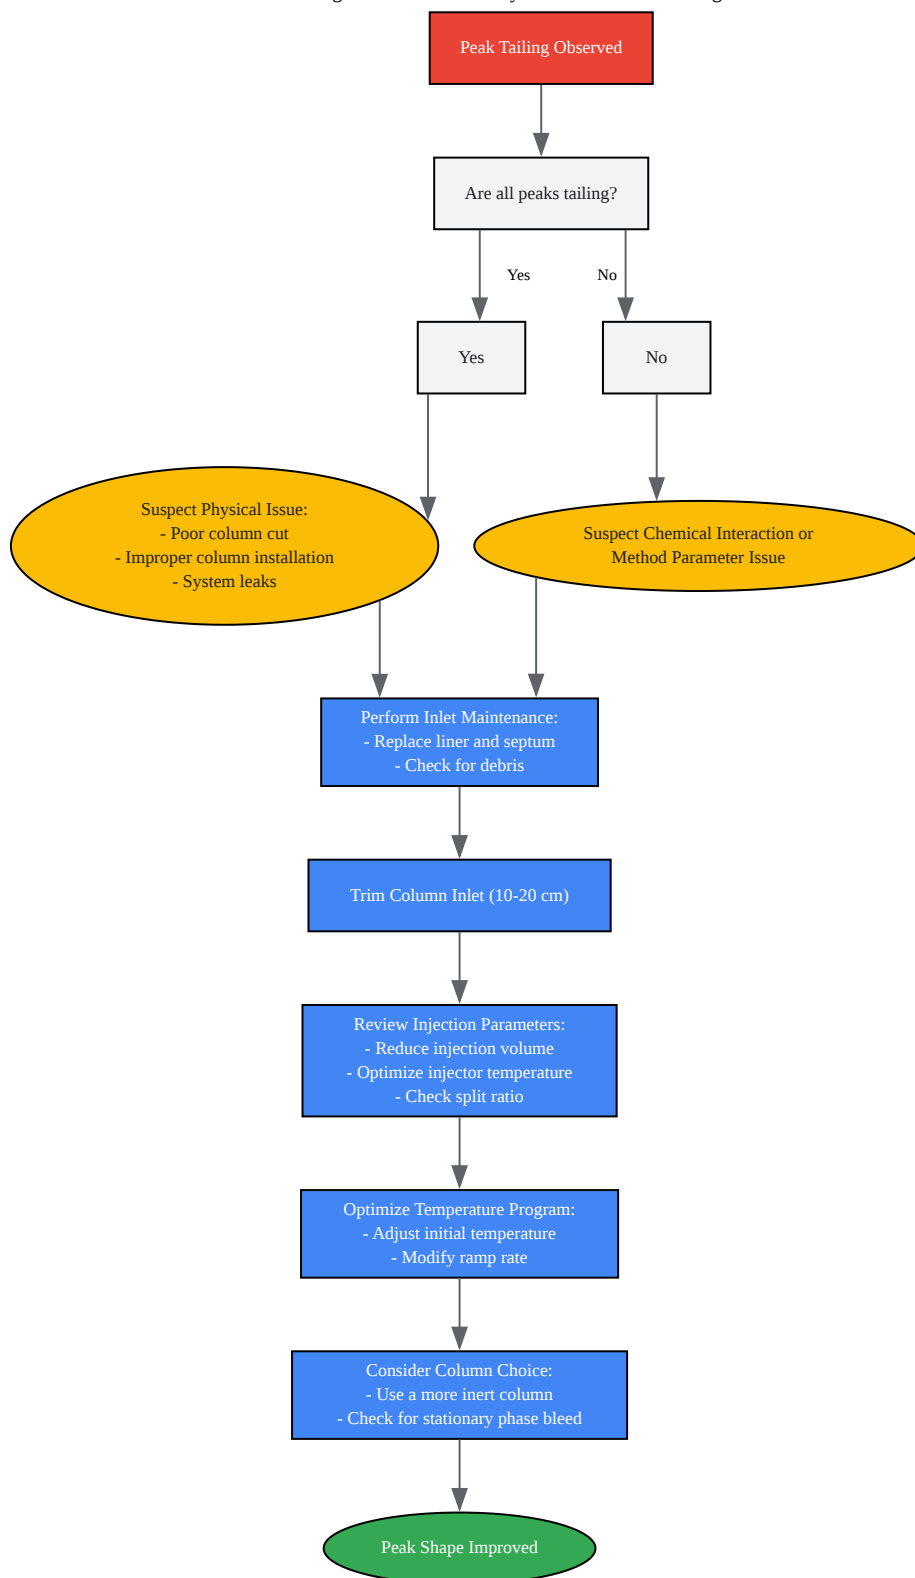 Peak Tailing Observed
Are all peaks tailing?
Yes
No
Yes
No
Suspect Physical Issue:
- Poor column cut
- Improper column installation
- System leaks
Suspect Chemical Interaction or
Method Parameter Issue
Perform Inlet Maintenance:
- Replace liner and septum
- Check for debris
Trim Column Inlet (10-20 cm)
Review Injection Parameters:
- Reduce injection volume
- Optimize injector temperature
- Check split ratio
Optimize Temperature Program:
- Adjust initial temperature
- Modify ramp rate
Consider Column Choice:
- Use a more inert column
- Check for stationary phase bleed
Peak Shape Improved